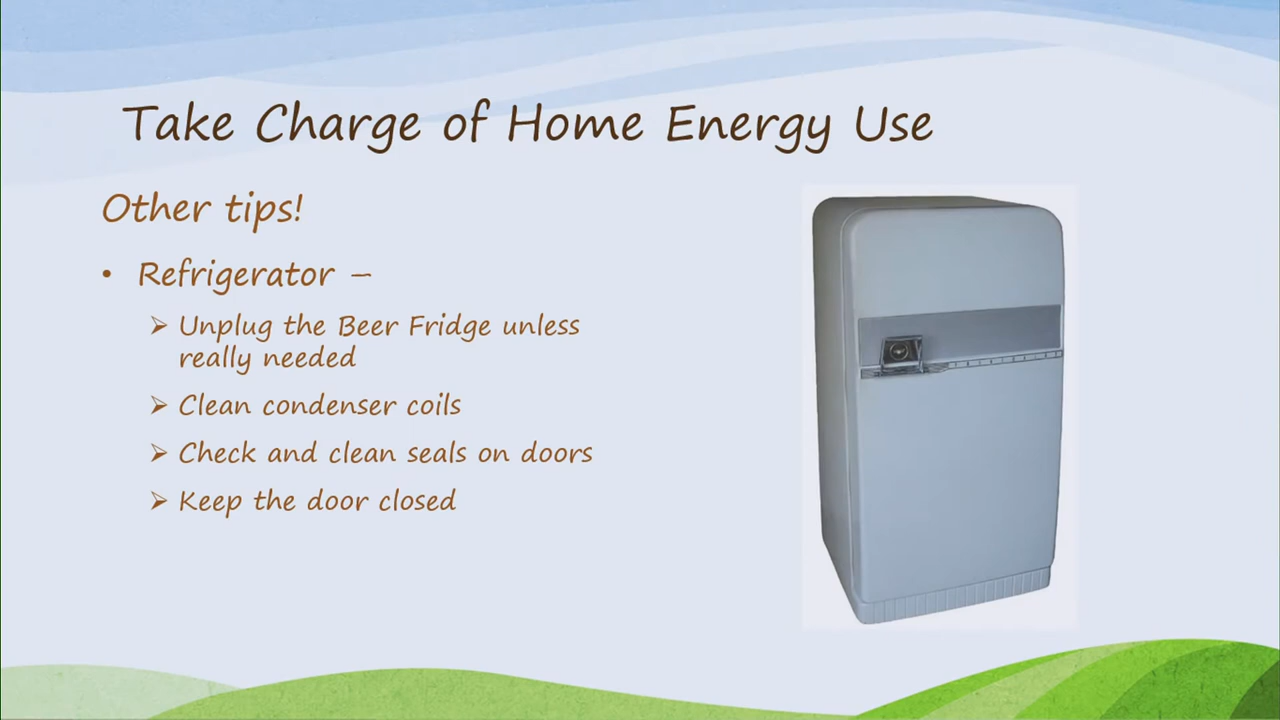 Take Charge of Home Energy Use
Other tips!
• Refrigerator –
➢ Unplug the Beer Fridge unless
really needed
➢ Clean condenser coils
➢ Check and clean seals on doors
➢ Keep the door closed